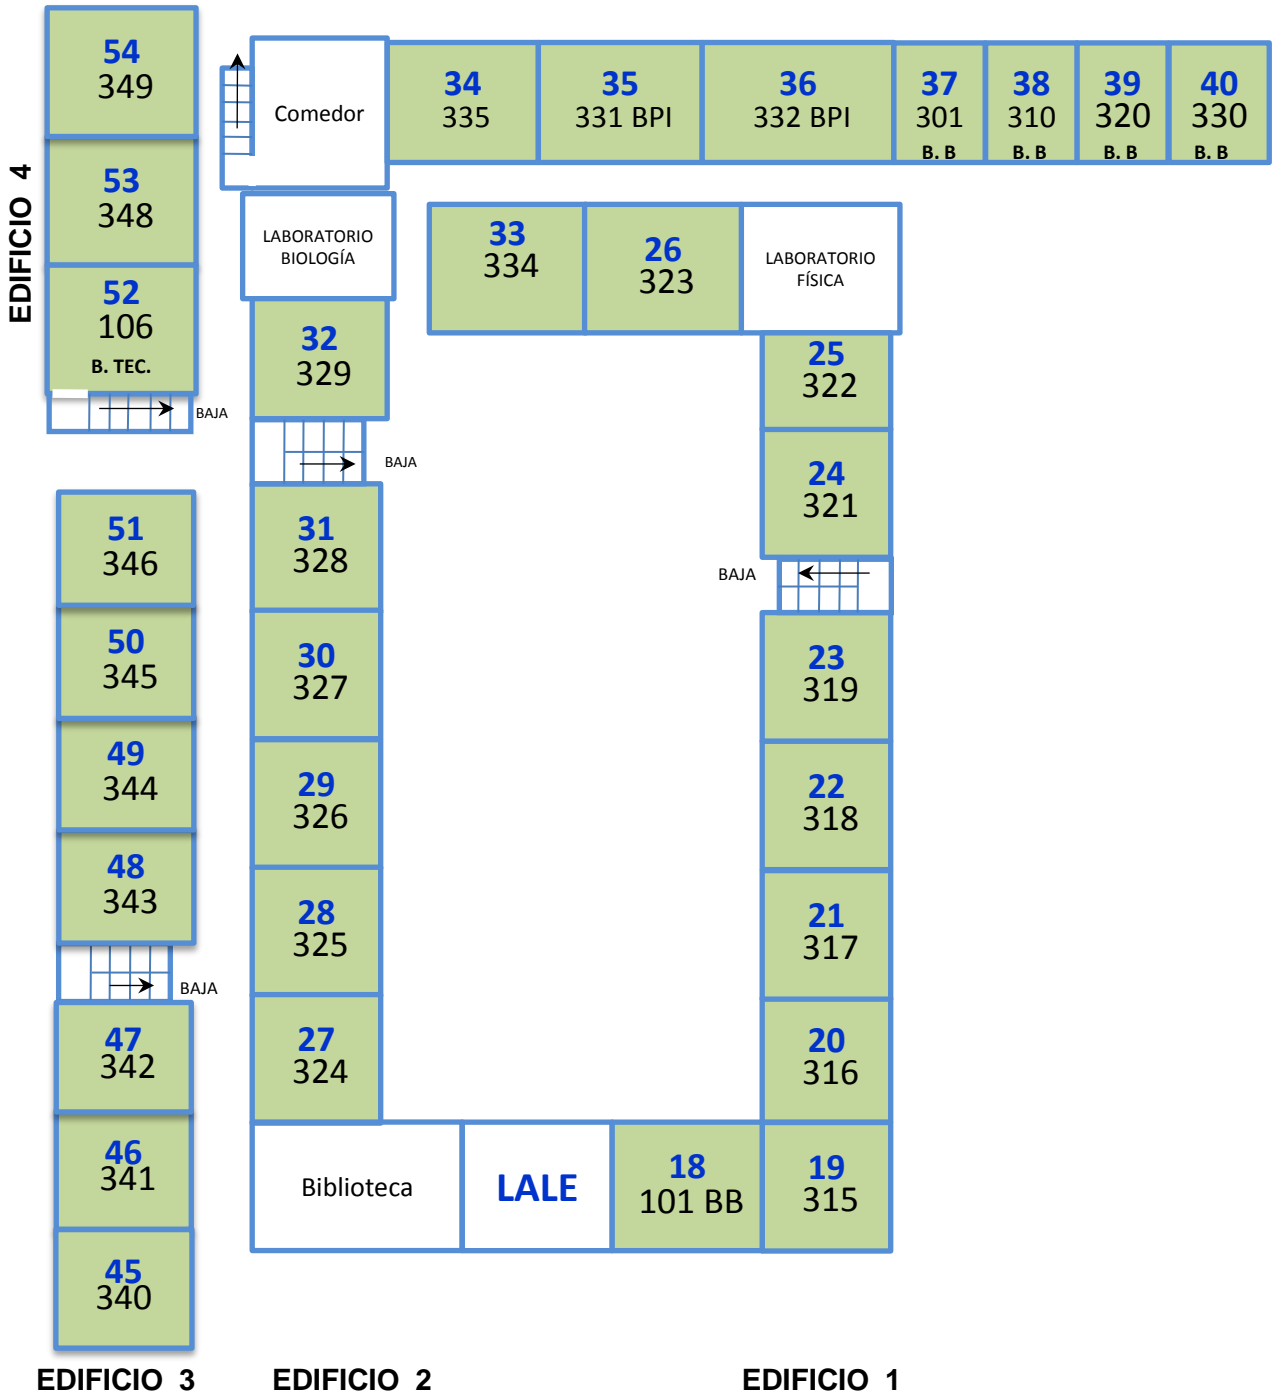 54
349
53
348
52
106
B. TEC.
BAJA
EDIFICIO 4
Comedor
34
335
35
331 BPI
36
332 BPI
37
301
B. B
38
310
B. B
39
320
B. B
40
330
B. B
LABORATORIO
BIOLOGÍA
33
334
26
323
LABORATORIO
FÍSICA
32
329
BAJA
25
322
24
321
BAJA
51
346
50
345
49
344
48
343
BAJA
47
342
46
341
45
340
31
328
30
327
29
326
28
325
27
324
23
319
22
318
21
317
20
316
Biblioteca
LALE
18
101 BB
19
315
EDIFICIO 3
EDIFICIO 2
EDIFICIO 1